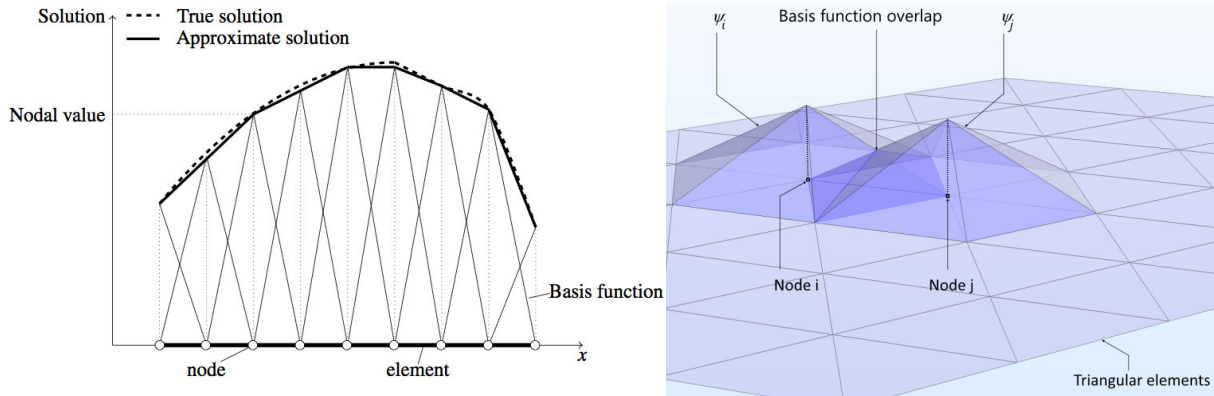 Solution
True solution
Approximate solution
Nodal value
Basis function
x
node
element
ψi
Basis function overlap
ψj
Node i
Node j
Triangular elements